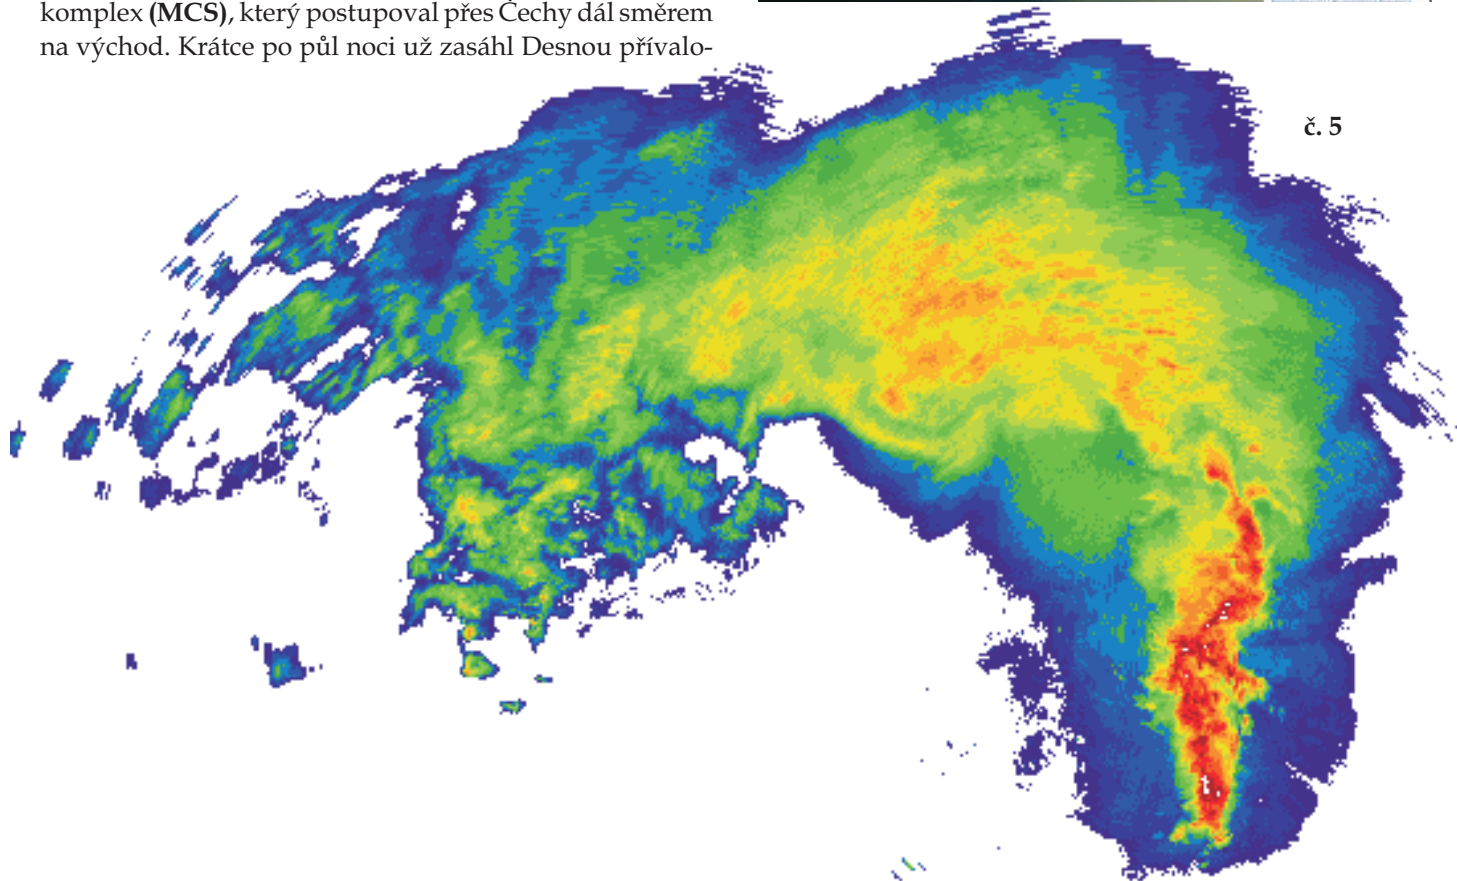 komplex (MCS), který postupoval přes Čechy dál směrem
na východ. Krátce po půl noci už zasáhl Desnou přívalo-
č. 5